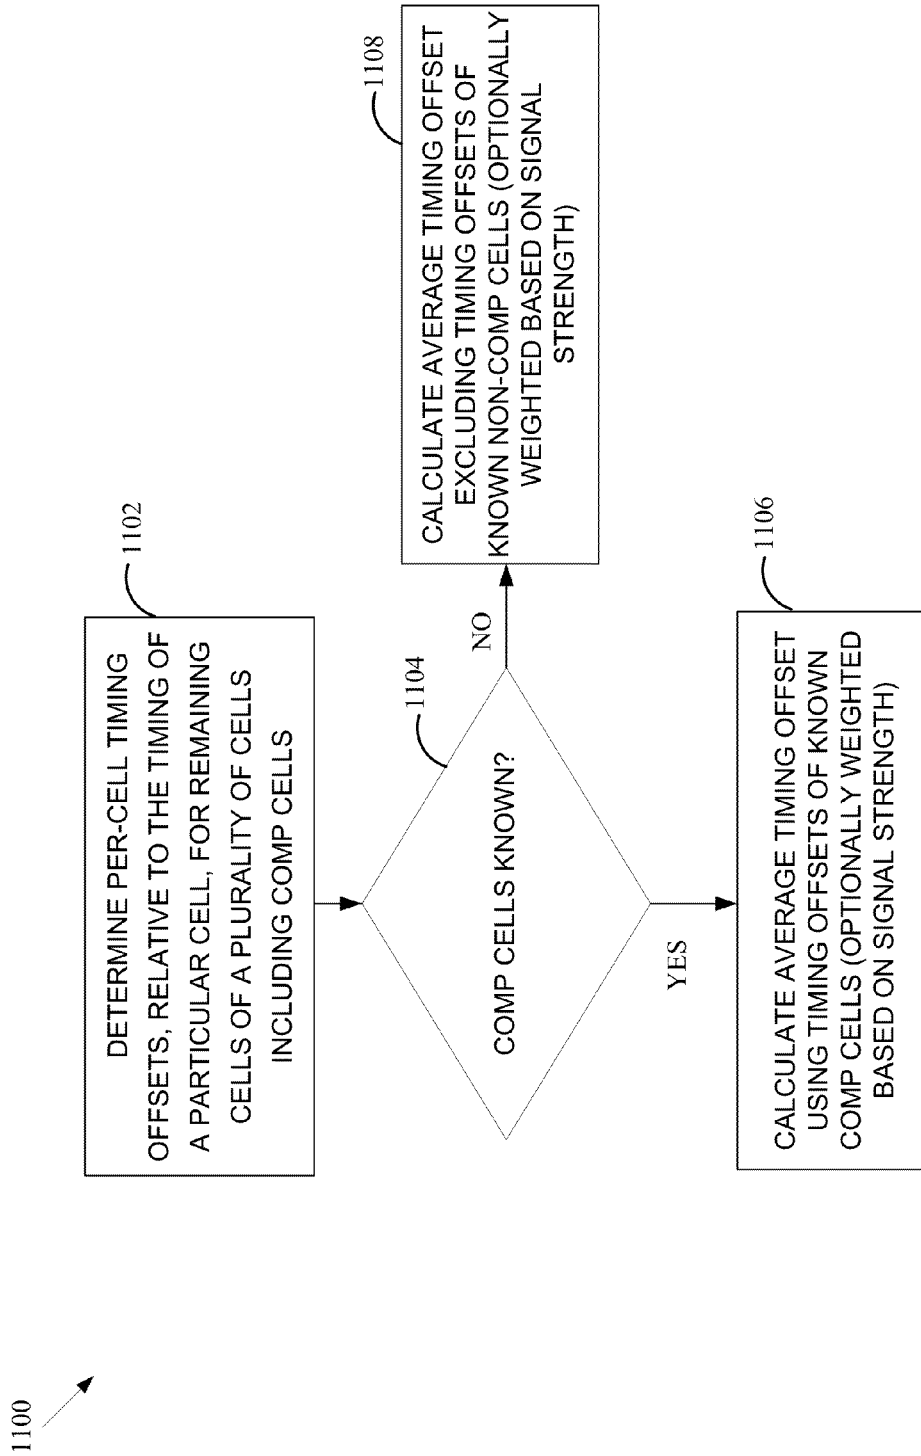 1100
1102
DETERMINE PER-CELL TIMING
OFFSETS, RELATIVE TO THE TIMING OF
A PARTICULAR CELL, FOR REMAINING
CELLS OF A PLURALITY OF CELLS
INCLUDING COMP CELLS
1104
COMP CELLS KNOWN?
NO
1108
CALCULATE AVERAGE TIMING OFFSET
EXCLUDING TIMING OFFSETS OF
KNOWN NON-COMP CELLS (OPTIONALLY
WEIGHTED BASED ON SIGNAL
STRENGTH)
YES
1106
CALCULATE AVERAGE TIMING OFFSET
USING TIMING OFFSETS OF KNOWN
COMP CELLS (OPTIONALLY WEIGHTED
BASED ON SIGNAL STRENGTH)